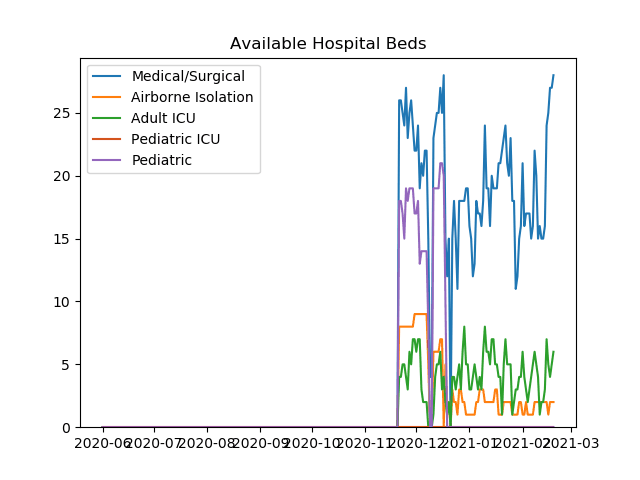 Available Hospital Beds
Medical/Surgical
Airborne Isolation
Adult ICU
Pediatric ICU
Pediatric
25
20
15
10
5
0
2020-06 2020-07 2020-08 2020-09 2020-10 2020-11 2020-12 2021-01 2021-02 2021-03